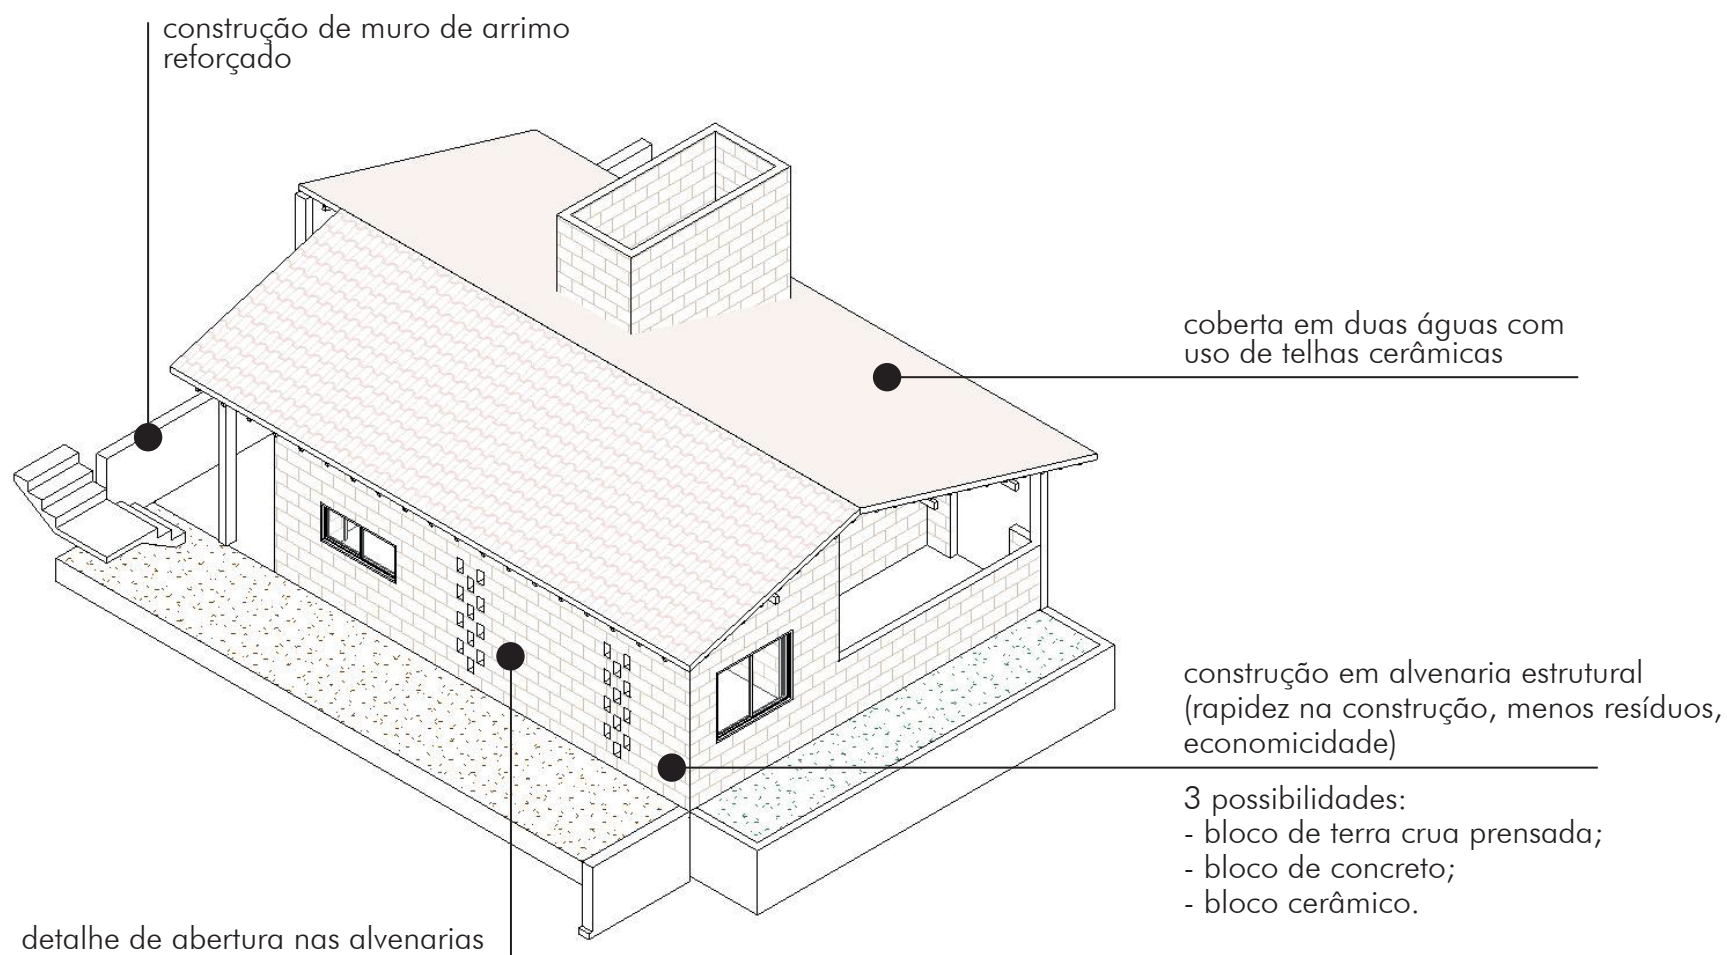 construção de muro de arrimo
reforçado
coberta em duas águas com
uso de telhas cerâmicas
construção em alvenaria estrutural
(rapidez na construção, menos resíduos,
economicidade)
3 possibilidades:
- bloco de terra crua prensada;
- bloco de concreto;
- bloco cerâmico.
detalhe de abertura nas alvenarias